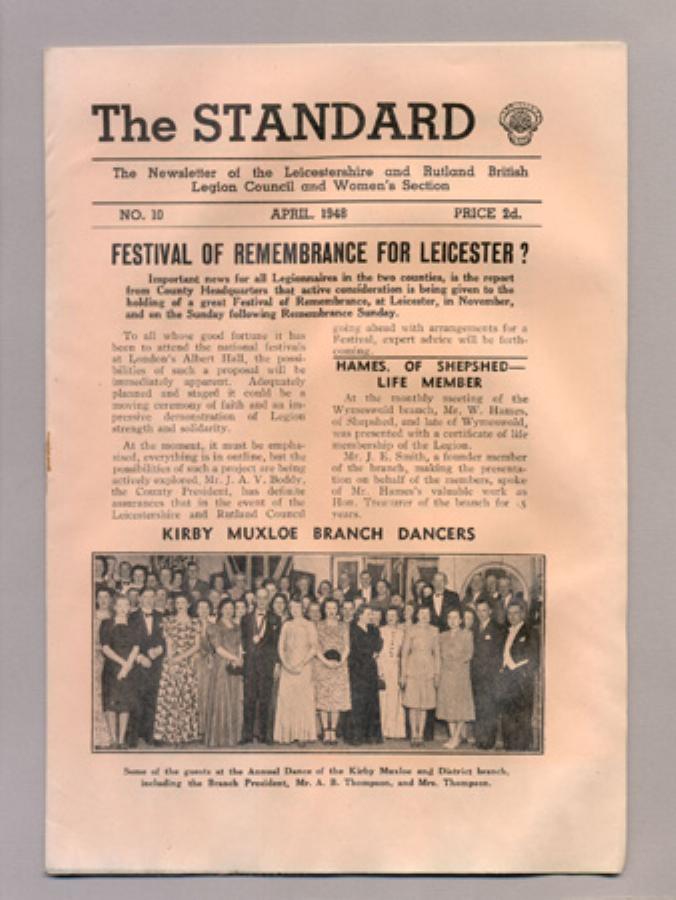 The STANDARD
The Newsletter of the Leicestershire and Rutland British
Legion Council and Women's Section
NO. 10 APRIL. 1948 PRICE 2d.
FESTIVAL OF REMEMBRANCE FOR LEICESTER ?
Important news for all Legionnaires in the two counties, is the report
from County Headquarters that active consideration is being given to the
holding of a great Festival of Remembrance, at Leicester, in November,
and on the Sunday following Remembrance Sunday.
To all whose good fortune it has
been to attend the national festivals
at London's Albert Hall, the possi-
bilities of such a proposal will be
immediately apparent. Adequately
planned and staged it could be a
moving ceremony of faith and an im-
pressive demonstration of Legion
strength and solidarity.
At the moment, it must be empha-
sised, everything is in outline, but the
possibilities of such a project are being
actively explored, Mr. J. A. V. Boddy,
the County President, has definite
assurances that in the event of the
Leicestershire and Rutland Council
going ahead with arrangements for a
Festival, expert advice will be forth-
coming.
HAMES, OF SHEPSHED—
LIFE MEMBER
At the monthly meeting of the
Wymeswold branch, Mr. W. Hames,
of Shepshed, and late of Wymeswold,
was presented with a certificate of life
membership of the Legion.
Mr. J. E. Smith, a founder member
of the branch, making the presenta-
tion on behalf of the members, spoke
of Mr. Hames's valuable work as
Hon. Treasurer of the branch for
years.
KIRBY MUXLOE BRANCH DANCERS
Some of the guests at the Annual Dance of the Kirby Muxloe and District branch,
including the Branch President, Mr. A. B. Thompson, and Mrs. Thompson.